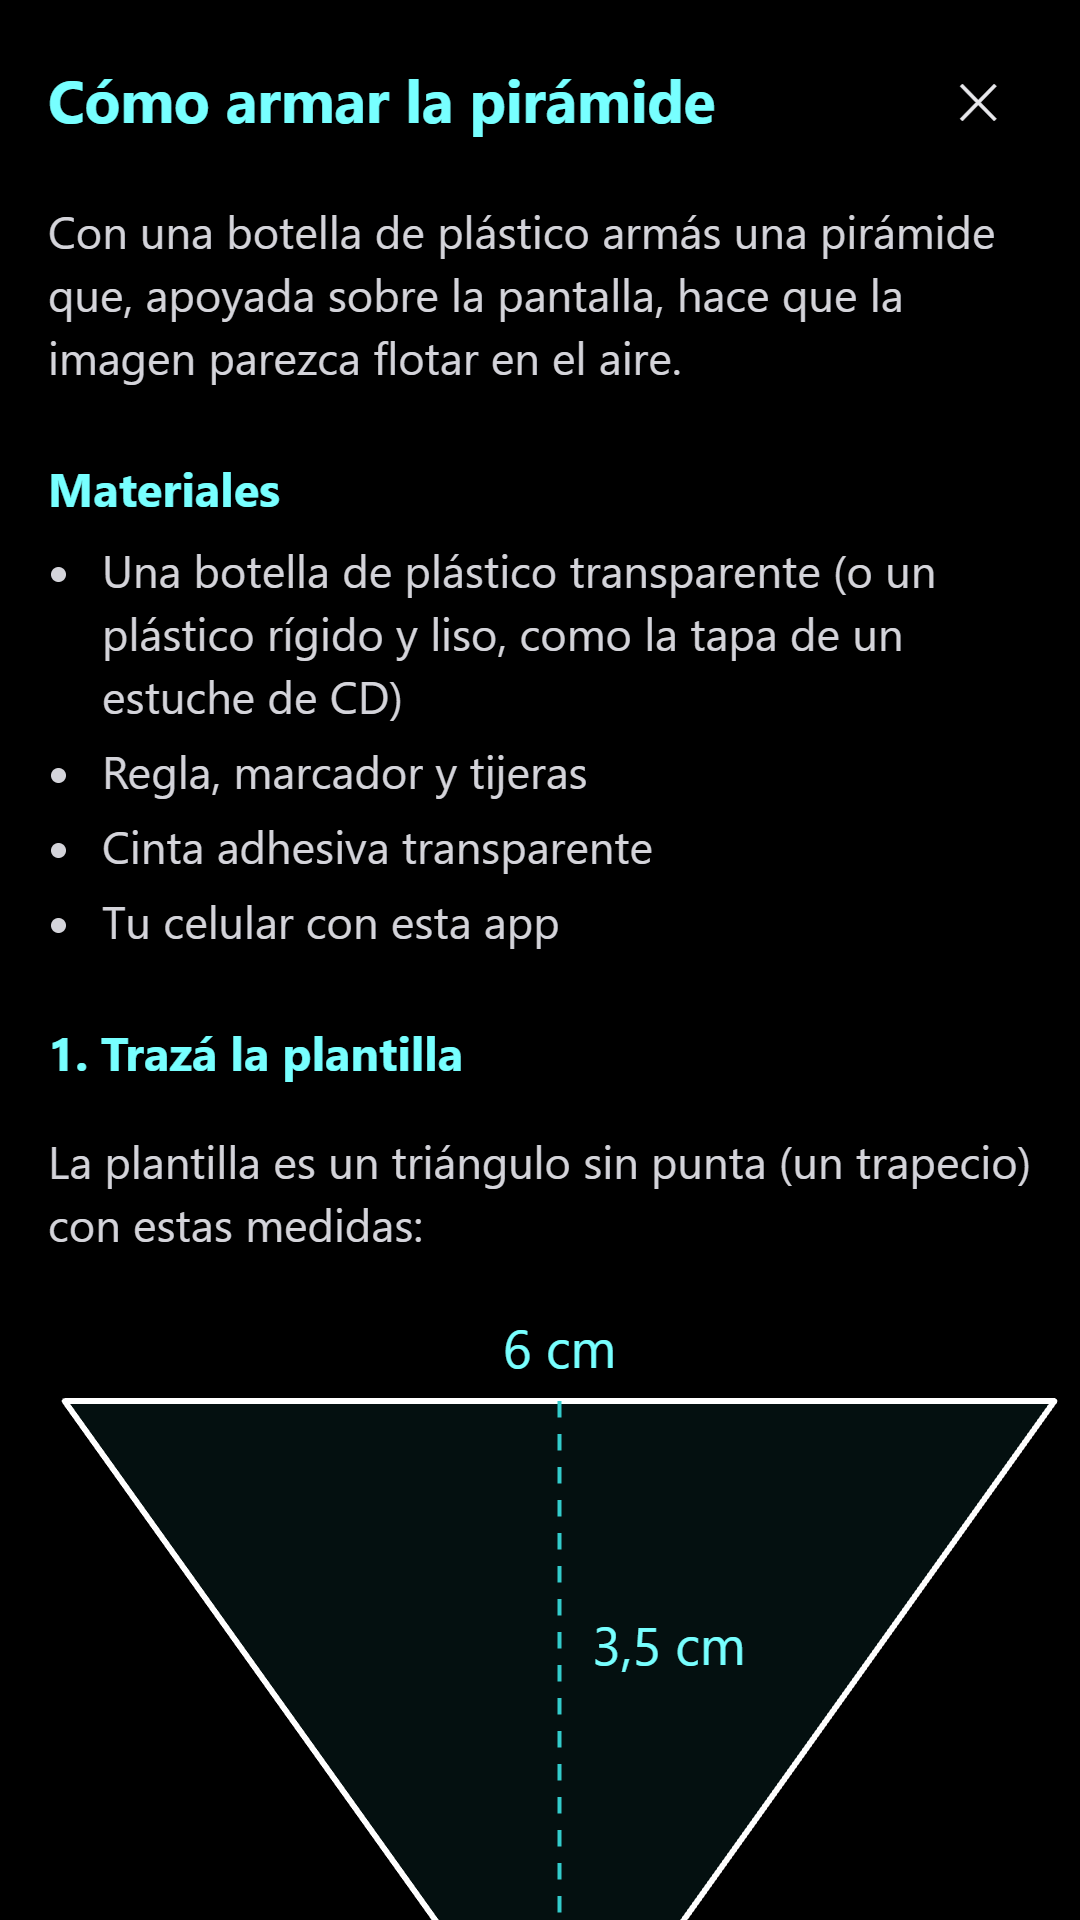 Cómo armar la pirámide
Con una botella de plástico armás una pirámide
que, apoyada sobre la pantalla, hace que la
imagen parezca flotar en el aire.
Materiales
• Una botella de plástico transparente (o un
plástico rígido y liso, como la tapa de un
estuche de CD)
• Regla, marcador y tijeras
• Cinta adhesiva transparente
• Tu celular con esta app
1. Trazá la plantilla
La plantilla es un triángulo sin punta (un trapecio)
con estas medidas:
6 cm
3,5 cm